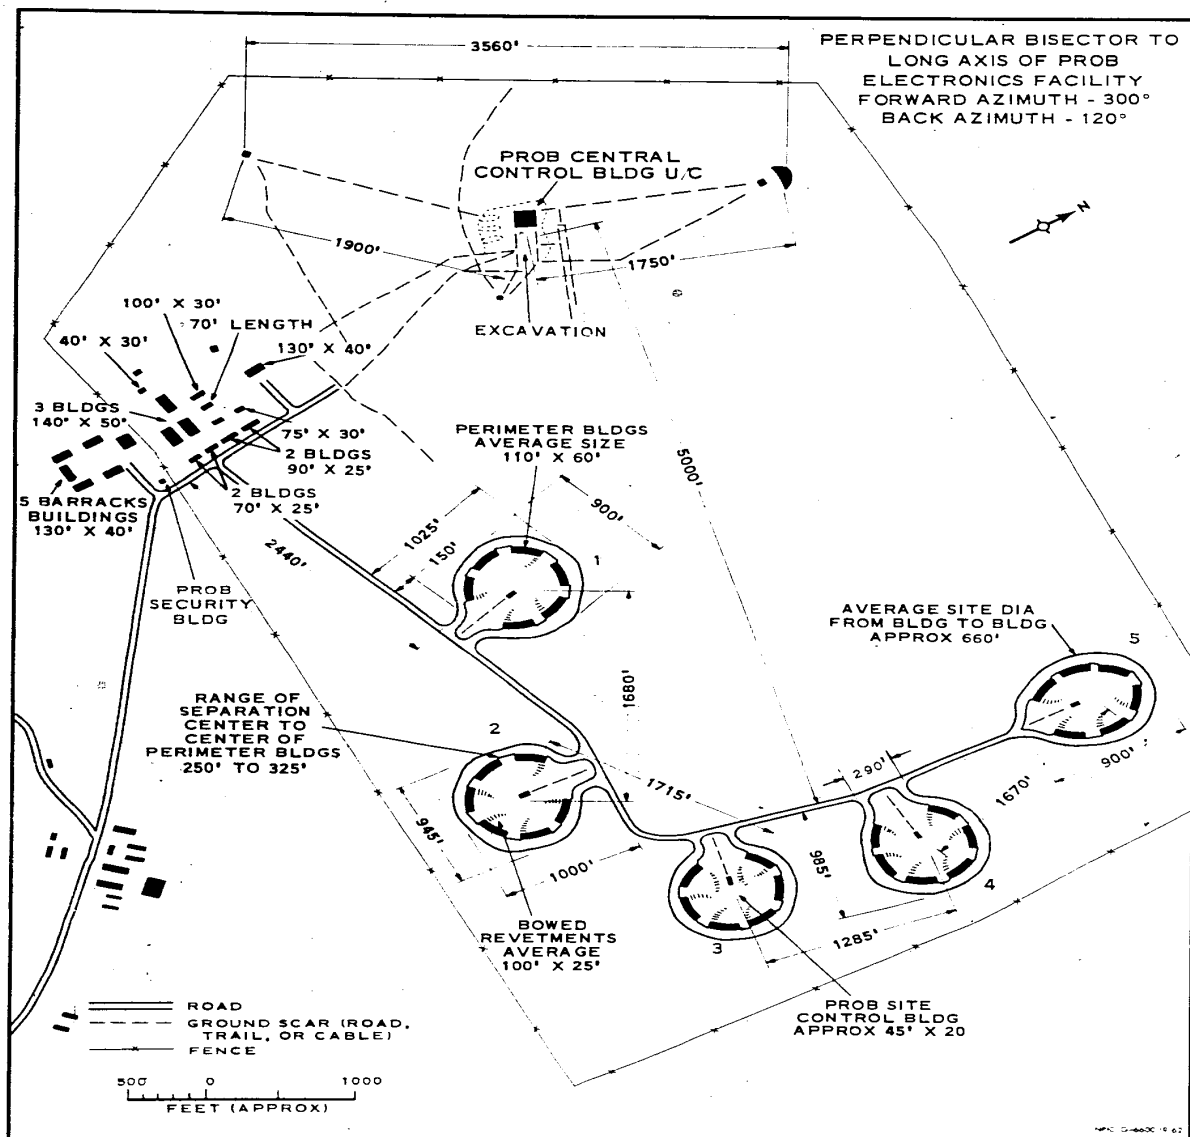 3560'
PERPENDICULAR BISECTOR TO
LONG AXIS OF PROB
ELECTRONICS FACILITY
FORWARD AZIMUTH - 300°
BACK AZIMUTH - 120°
PROB CENTRAL
CONTROL BLDG U/C
N
1900'
1750'
EXCAVATION
100' X 30'
70' LENGTH
40' X 30'
130' X 40'
3 BLDGS
140' X 50'
75' X 30'
2 BLDGS
90' X 25'
2 BLDGS
70' X 25'
5 BARRACKS
BUILDINGS
130' X 40'
PERIMETER BLDGS
AVERAGE SIZE
110' X 60'
5000'
900'
1025'
150'
2440'
1
PROB
SECURITY
BLDG
AVERAGE SITE DIA
FROM BLDG TO BLDG
APPROX 660'
5
RANGE OF
SEPARATION
CENTER TO
CENTER OF
PERIMETER BLDGS
250' TO 325'
2
1680'
1715'
290'
900'
1670'
945'
1000'
985'
4
1285'
3
BOWED
REVETMENTS
AVERAGE
100' X 25'
PROB SITE
CONTROL BLDG
APPROX 45' X 20
ROAD
GROUND SCAR (ROAD,
TRAIL, OR CABLE)
FENCE
500 0 1000
FEET (APPROX)